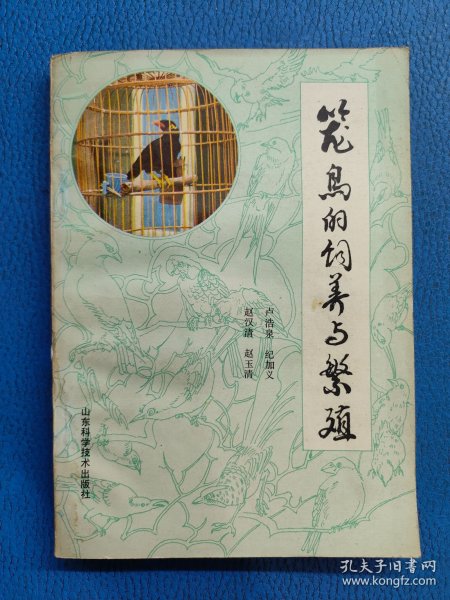 笼鸟的饲养与繁殖
卢浩泉 纪加义
赵汉清 赵玉清
山东科学技术出版社
孔夫子旧书网
www.kongfz.com